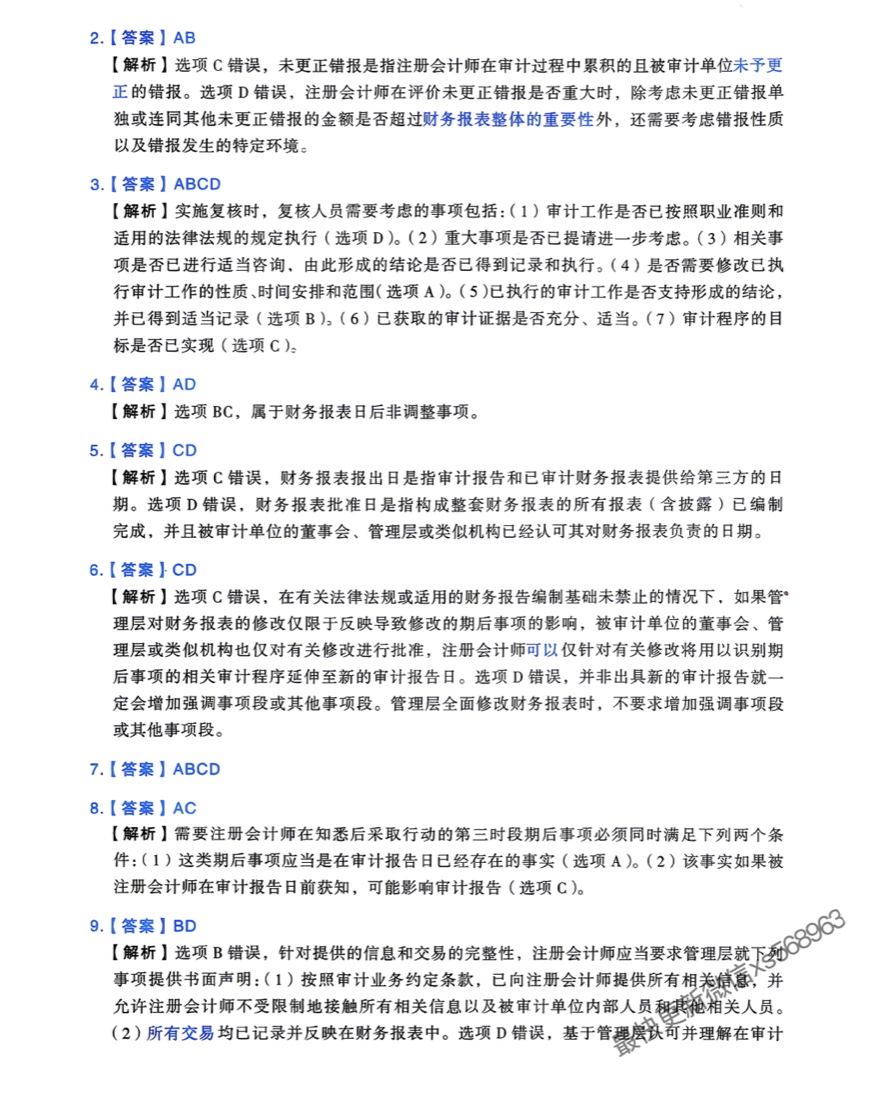 2.【答案】AB
【解析】选项 C 错误，未更正错报是指注册会计师在审计过程中累积的且被审计单位未予更
正的错报。选项 D 错误，注册会计师在评价未更正错报是否重大时，除考虑未更正错报单
独或连同其他未更正错报的金额是否超过财务报表整体的重要性外，还需要考虑错报性质
以及错报发生的特定环境。
3.【答案】ABCD
【解析】实施复核时，复核人员需要考虑的事项包括：（1）审计工作是否已按照职业准则和
适用的法律法规的规定执行（选项 D）。（2）重大事项是否已提请进一步考虑。（3）相关事
项是否已进行适当咨询，由此形成的结论是否已得到记录和执行。（4）是否需要修改已执
行审计工作的性质、时间安排和范围（选项 A）。（5）已执行的审计工作是否支持形成的结论，
并已得到适当记录（选项 B）。（6）已获取的审计证据是否充分、适当。（7）审计程序的目
标是否已实现（选项 C）。
4.【答案】AD
【解析】选项 BC，属于财务报表日后非调整事项。
5.【答案】CD
【解析】选项 C 错误，财务报表报出日是指审计报告和已审计财务报表提供给第三方的日
期。选项 D 错误，财务报表批准日是指构成整套财务报表的所有报表（含披露）已编制
完成，并且被审计单位的董事会、管理层或类似机构已经认可其对财务报表负责的日期。
6.【答案】CD
【解析】选项 C 错误，在有关法律法规或适用的财务报告编制基础未禁止的情况下，如果管
理层对财务报表的修改仅限于反映导致修改的期后事项的影响，被审计单位的董事会、管
理层或类似机构也仅对有关修改进行批准，注册会计师可以仅针对有关修改将用以识别期
后事项的相关审计程序延伸至新的审计报告日。选项 D 错误，并非出具新的审计报告就一
定会增加强调事项段或其他事项段。管理层全面修改财务报表时，不要求增加强调事项段
或其他事项段。
7.【答案】ABCD
8.【答案】AC
【解析】需要注册会计师在知悉后采取行动的第三时段期后事项必须同时满足下列两个条
件：（1）这类期后事项应当是在审计报告日已经存在的事实（选项 A）。（2）该事实如果被
注册会计师在审计报告日前获知，可能影响审计报告（选项 C）。
9.【答案】BD
【解析】选项 B 错误，针对提供的信息和交易的完整性，注册会计师应当要求管理层就下列
事项提供书面声明：（1）按照审计业务约定条款，已向注册会计师提供所有相关信息，并
允许注册会计师不受限制地接触所有相关信息以及被审计单位内部人员和其他相关人员。
（2）所有交易均已记录并反映在财务报表中。选项 D 错误，基于管理层认可并理解在审计
最快更新微信xs568963